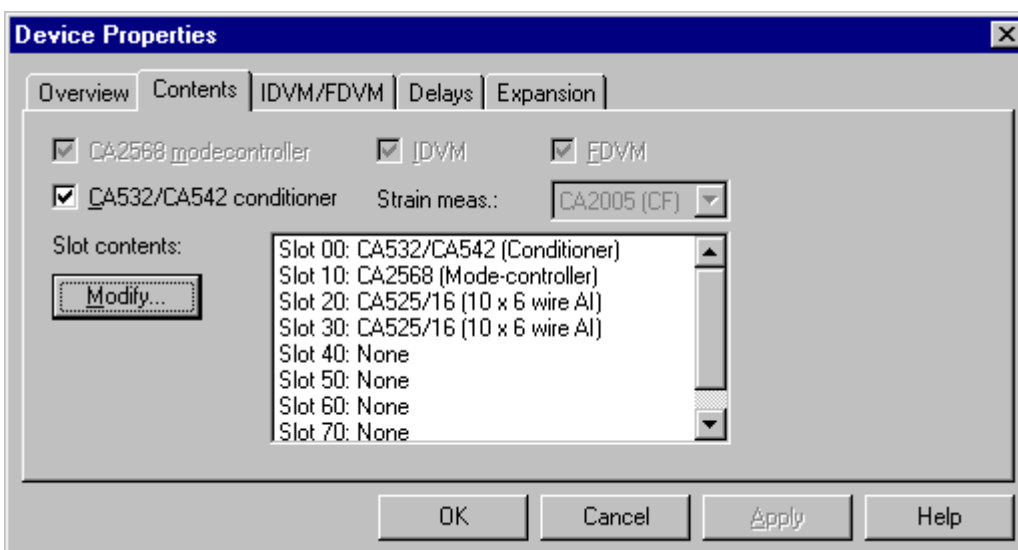 Device Properties
Overview Contents IDVM/FDVM Delays Expansion
CA2568 modecontroller IDVM FDVM
CA532/CA542 conditioner Strain meas.: CA2005 (CF)
Slot contents:
Modify...
Slot 00: CA532/CA542 (Conditioner)
Slot 10: CA2568 (Mode-controller)
Slot 20: CA525/16 (10 x 6 wire AI)
Slot 30: CA525/16 (10 x 6 wire AI)
Slot 40: None
Slot 50: None
Slot 60: None
Slot 70: None
OK Cancel Apply Help